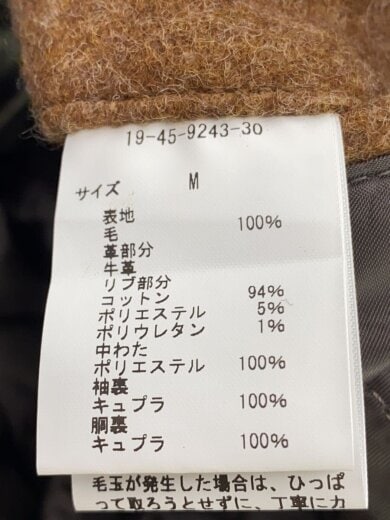 19-45-9243-30
サイズ M
表地
毛 100%
革部分
牛革
リブ部分
コットン 94%
ポリエステル 5%
ポリウレタン 1%
中わた
ポリエステル 100%
袖裏
キュプラ 100%
胴裏
キュプラ 100%
毛玉が発生した場合は、ひっぱ
って取ろうとせずに、丁寧にカ